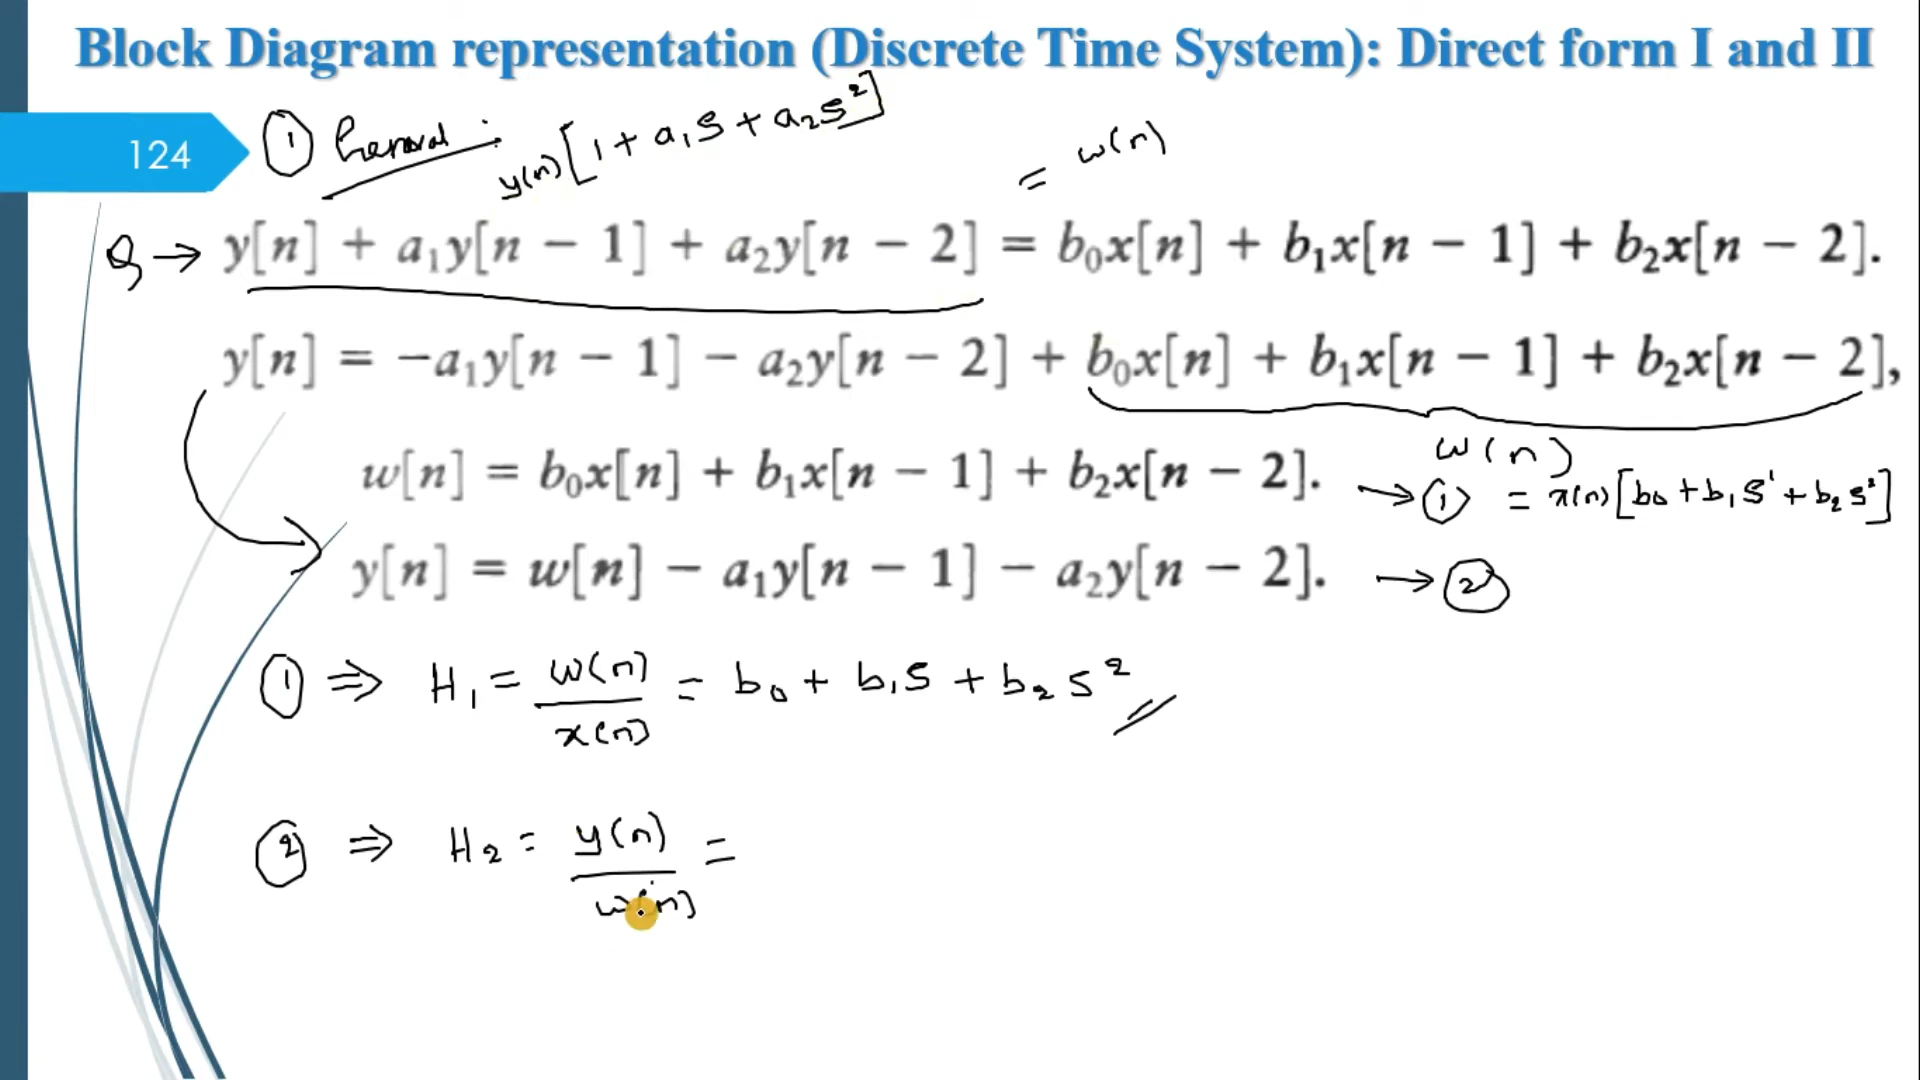 Block Diagram representation (Discrete Time System): Direct form I and II
124
① General :
y(n)[1 + a₁S + a₂S²]
= w(n)
→ y[n] + a₁y[n − 1] + a₂y[n − 2] = b₀x[n] + b₁x[n − 1] + b₂x[n − 2].
y[n] = −a₁y[n − 1] − a₂y[n − 2] + b₀x[n] + b₁x[n − 1] + b₂x[n − 2],
w(n)
w[n] = b₀x[n] + b₁x[n − 1] + b₂x[n − 2]. → ① = x(n)[b₀ + b₁S¹ + b₂S²]
y[n] = w[n] − a₁y[n − 1] − a₂y[n − 2]. → ②
① ⇒ H₁ = w(n)/x(n) = b₀ + b₁S + b₂S²
② ⇒ H₂ = y(n)/w(n) =